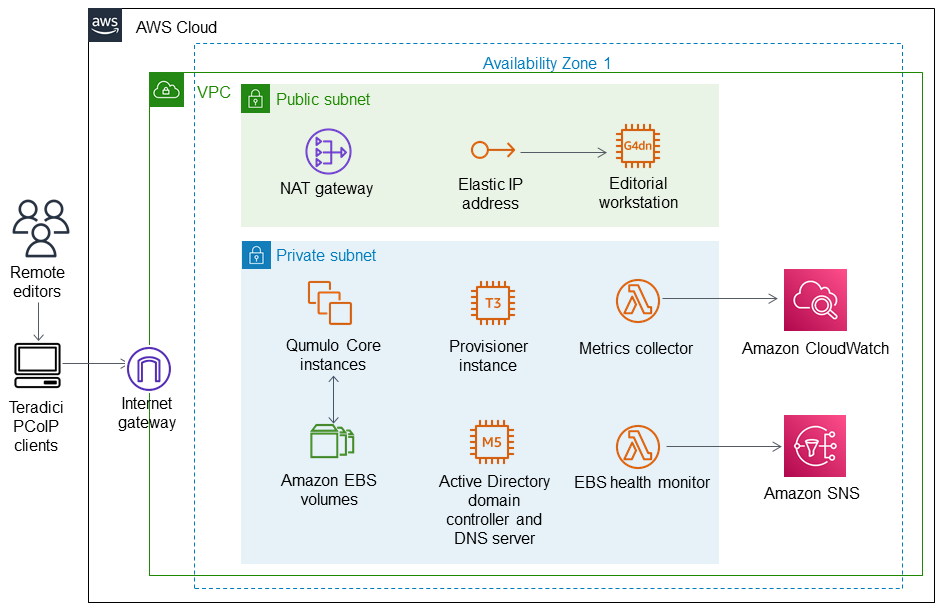 aws
AWS Cloud
Availability Zone 1
VPC
Public subnet
NAT gateway
Elastic IP
address
G4dn
Editorial
workstation
Remote
editors
Teradici
PCoIP
clients
Internet
gateway
Private subnet
Qumulo Core
instances
T3
Provisioner
instance
Metrics collector
Amazon CloudWatch
Amazon EBS
volumes
M5
Active Directory
domain
controller and
DNS server
EBS health monitor
Amazon SNS